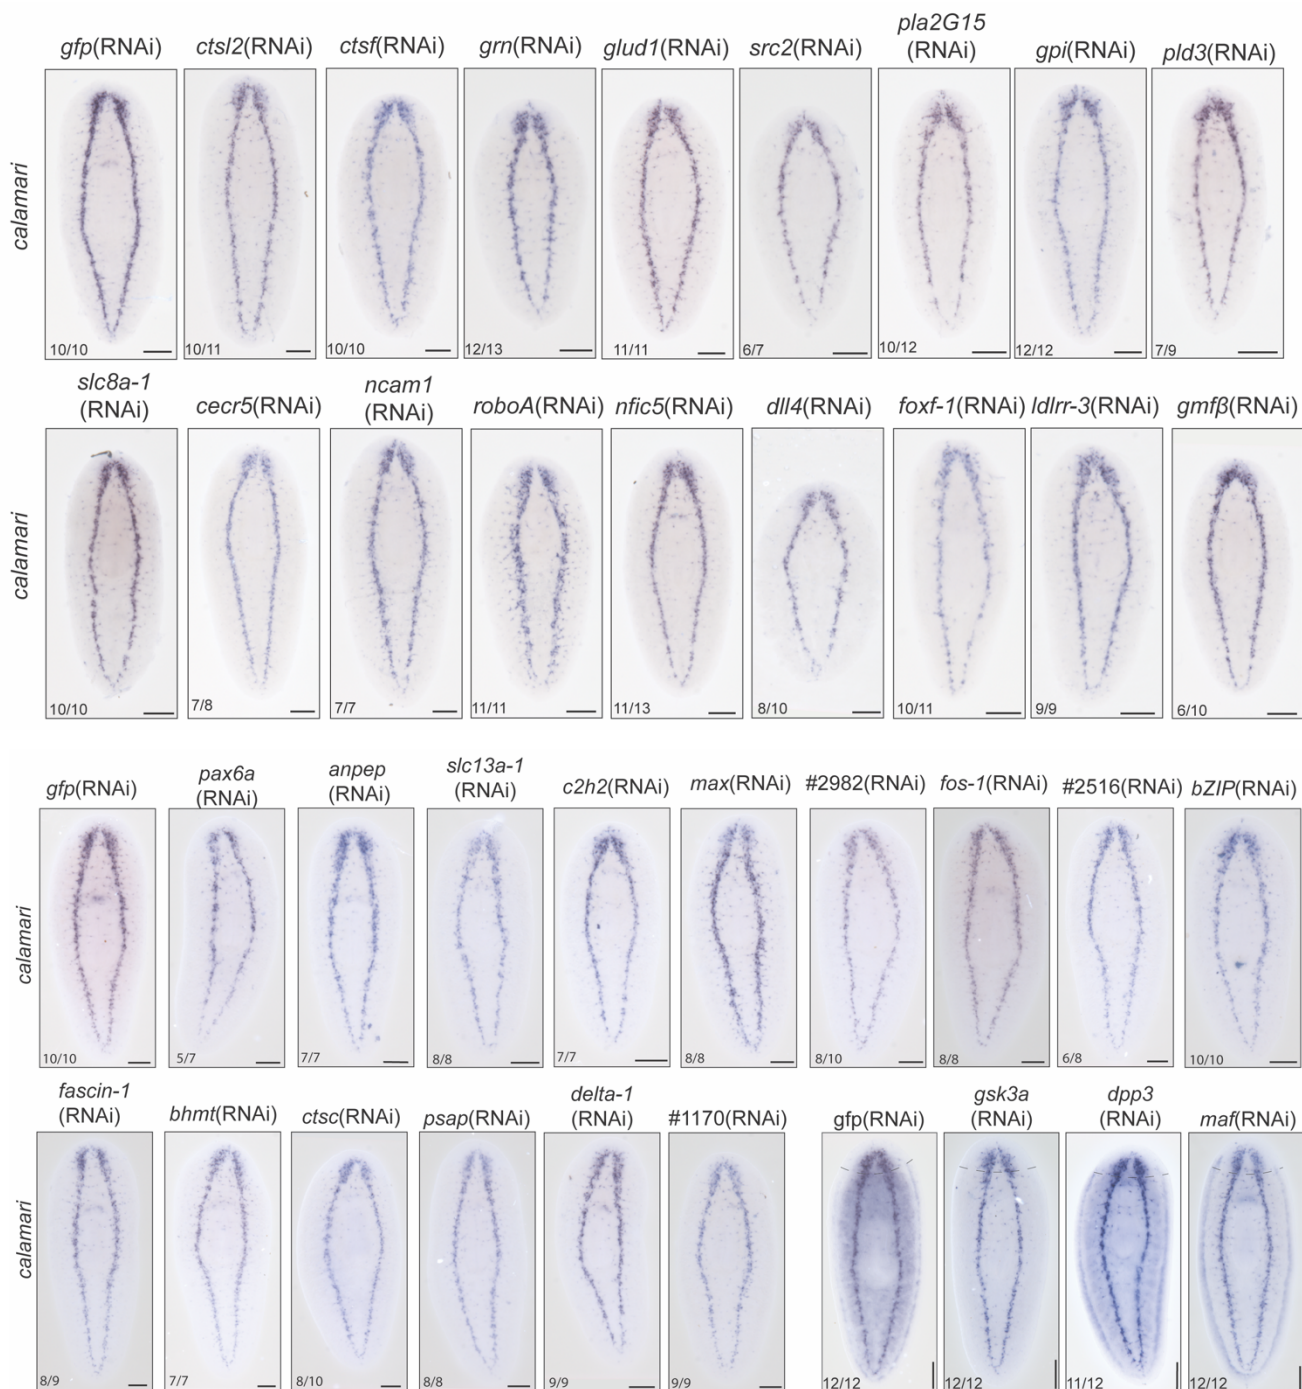 pla2G15
gfp(RNAi) ctsl2(RNAi) ctsf(RNAi) grn(RNAi) glud1(RNAi) src2(RNAi) (RNAi) gpi(RNAi) pld3(RNAi)
calamari
10/10 10/11 10/10 12/13 11/11 6/7 10/12 12/12 7/9
slc8a-1 ncam1
(RNAi) cecr5(RNAi) (RNAi) roboA(RNAi) nfic5(RNAi) dll4(RNAi) foxf-1(RNAi) ldlrr-3(RNAi) gmfβ(RNAi)
calamari
10/10 7/8 7/7 11/11 11/13 8/10 10/11 9/9 6/10
pax6a anpep slc13a-1
gfp(RNAi) (RNAi) (RNAi) (RNAi) c2h2(RNAi) max(RNAi) #2982(RNAi) fos-1(RNAi) #2516(RNAi) bZIP(RNAi)
calamari
10/10 5/7 7/7 8/8 7/7 8/8 8/10 8/8 6/8 10/10
fascin-1 delta-1 gsk3a dpp3
(RNAi) bhmt(RNAi) ctsc(RNAi) psap(RNAi) (RNAi) #1170(RNAi) gfp(RNAi) (RNAi) (RNAi) maf(RNAi)
calamari
8/9 7/7 8/10 8/8 9/9 9/9 12/12 12/12 11/12 12/12